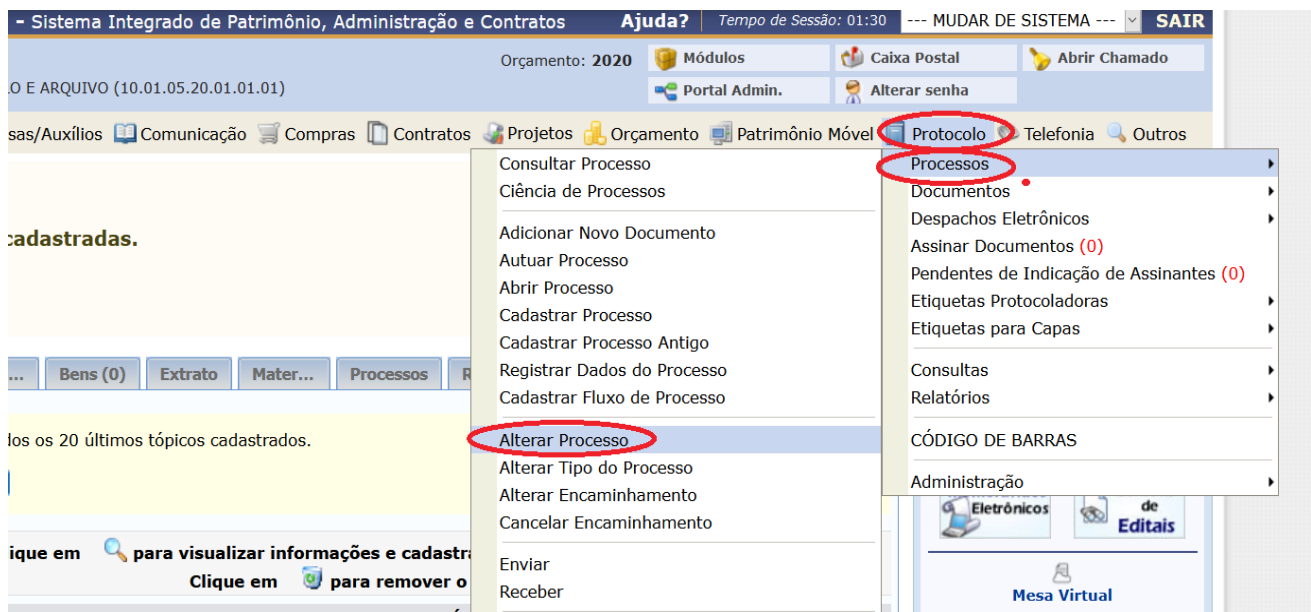 - Sistema Integrado de Patrimônio, Administração e Contratos Ajuda? Tempo de Sessão: 01:30 --- MUDAR DE SISTEMA --- SAIR
Orçamento: 2020 Módulos Caixa Postal Abrir Chamado
LO E ARQUIVO (10.01.05.20.01.01.01) Portal Admin. Alterar senha
sas/Auxílios Comunicação Compras Contratos Projetos Orçamento Patrimônio Móvel Protocolo Telefonia Outros
Consultar Processo
Ciência de Processos
Adicionar Novo Documento
Autuar Processo
Abrir Processo
Cadastrar Processo
Cadastrar Processo Antigo
Registrar Dados do Processo
Cadastrar Fluxo de Processo
Alterar Processo
Alterar Tipo do Processo
Alterar Encaminhamento
Cancelar Encaminhamento
Enviar
Receber
Processos
Documentos
Despachos Eletrônicos
Assinar Documentos (0)
Pendentes de Indicação de Assinantes (0)
Etiquetas Protocoladoras
Etiquetas para Capas
Consultas
Relatórios
CÓDIGO DE BARRAS
Administração
cadastradas.
... Bens (0) Extrato Mater... Processos R
dos os 20 últimos tópicos cadastrados.
ique em para visualizar informações e cadastra
Clique em para remover o
Eletrônicos
de
Editais
Mesa Virtual